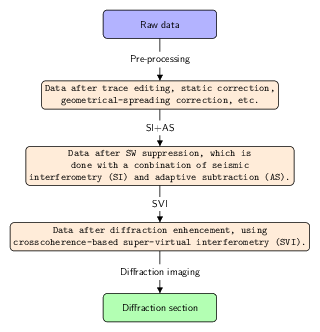 Raw data
Pre-processing
Data after trace editing, static correction,
geometrical-spreading correction, etc.
SI+AS
Data after SW suppression, which is
done with a conbination of seismic
interferometry (SI) and adaptive subtraction (AS).
SVI
Data after diffraction enhencement, using
crosscoherence-based super-virtual interferometry (SVI).
Diffraction imaging
Diffraction section